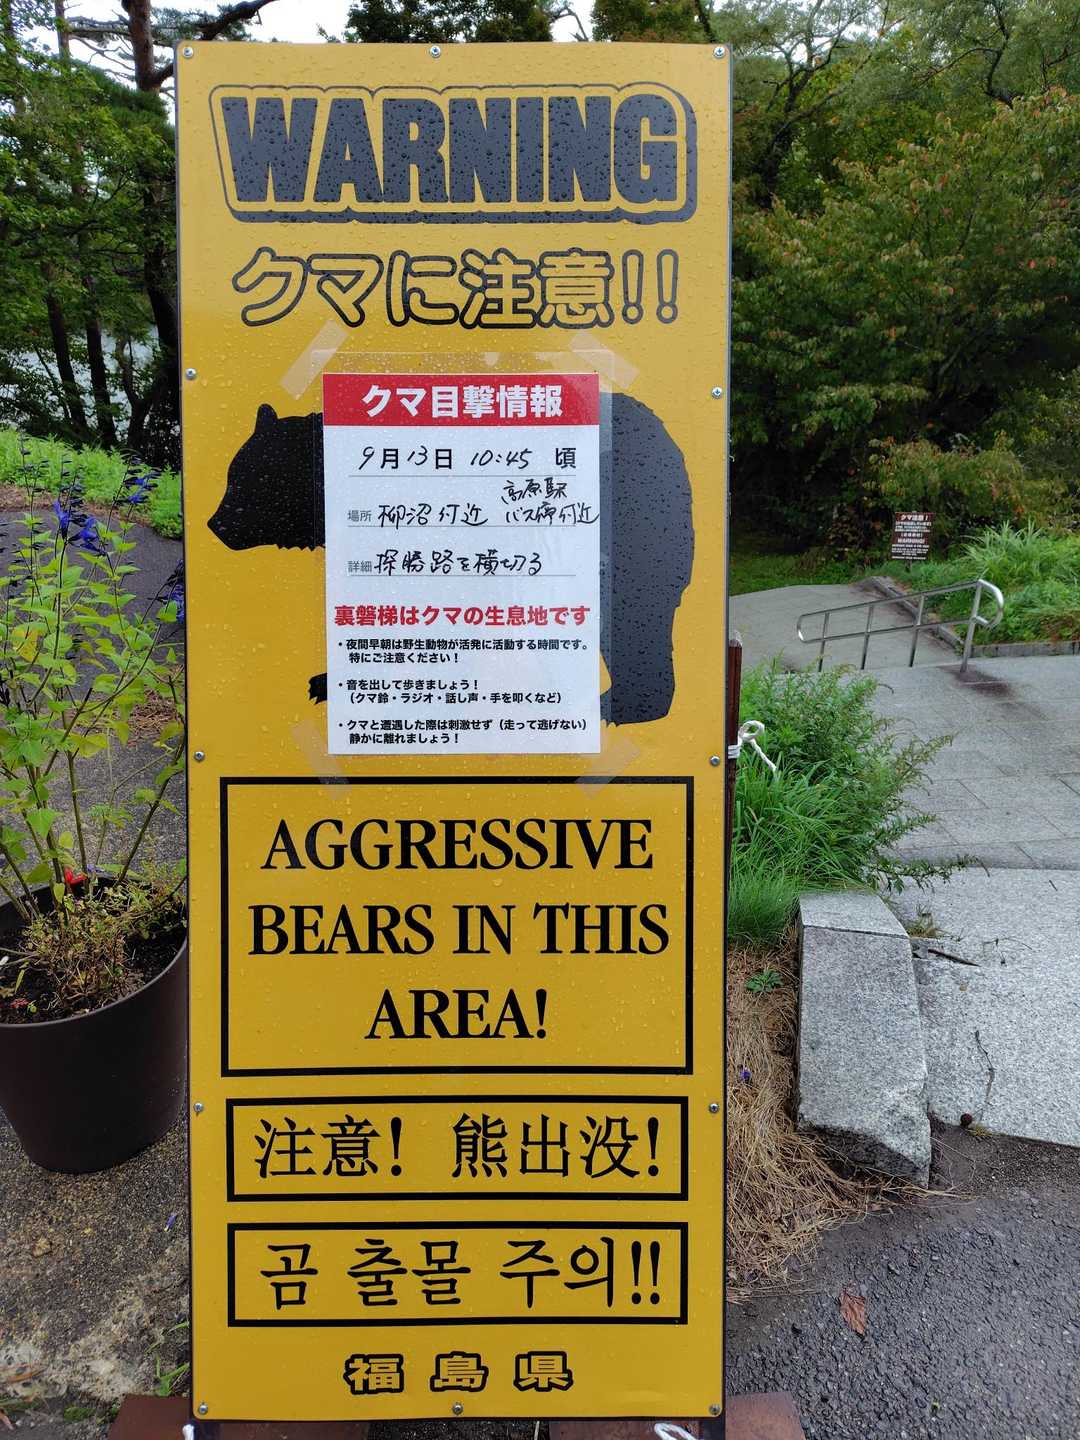 WARNING
クマに注意!!
クマ目撃情報
9月13日 10:45 頃
高原駅
場所 柳沼付近 バス停付近
詳細 探勝路を横切る
裏磐梯はクマの生息地です
・夜間早朝は野生動物が活発に活動する時間です。
特にご注意ください！
・音を出して歩きましょう！
（クマ鈴・ラジオ・話し声・手を叩くなど）
・クマと遭遇した際は刺激せず（走って逃げない）
静かに離れましょう！
AGGRESSIVE
BEARS IN THIS
AREA!
注意! 熊出没!
곰 출몰 주의!!
福島県
クマ注意！
WARNING!